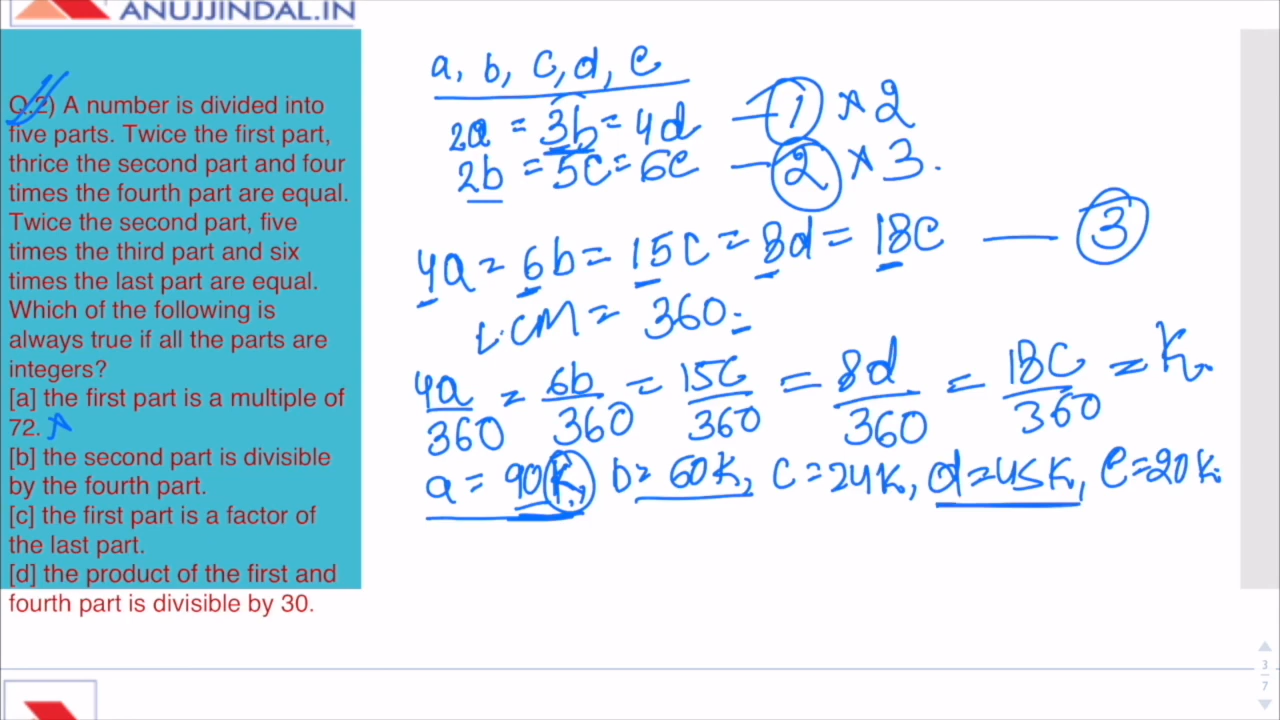 ANUJJINDAL.IN
Q.2) A number is divided into
five parts. Twice the first part,
thrice the second part and four
times the fourth part are equal.
Twice the second part, five
times the third part and six
times the last part are equal.
Which of the following is
always true if all the parts are
integers?
[a] the first part is a multiple of
72. ×
[b] the second part is divisible
by the fourth part.
[c] the first part is a factor of
the last part.
[d] the product of the first and
fourth part is divisible by 30.
a, b, c, d, e
2a = 3b = 4d — 1 × 2
2b = 5c = 6e — 2 × 3.
4a = 6b = 15c = 8d = 18e — 3
L.CM = 360
4a/360 = 6b/360 = 15c/360 = 8d/360 = 18e/360 = K
a = 90K, b = 60K, c = 24K, d = 45K, e = 20K
3
7